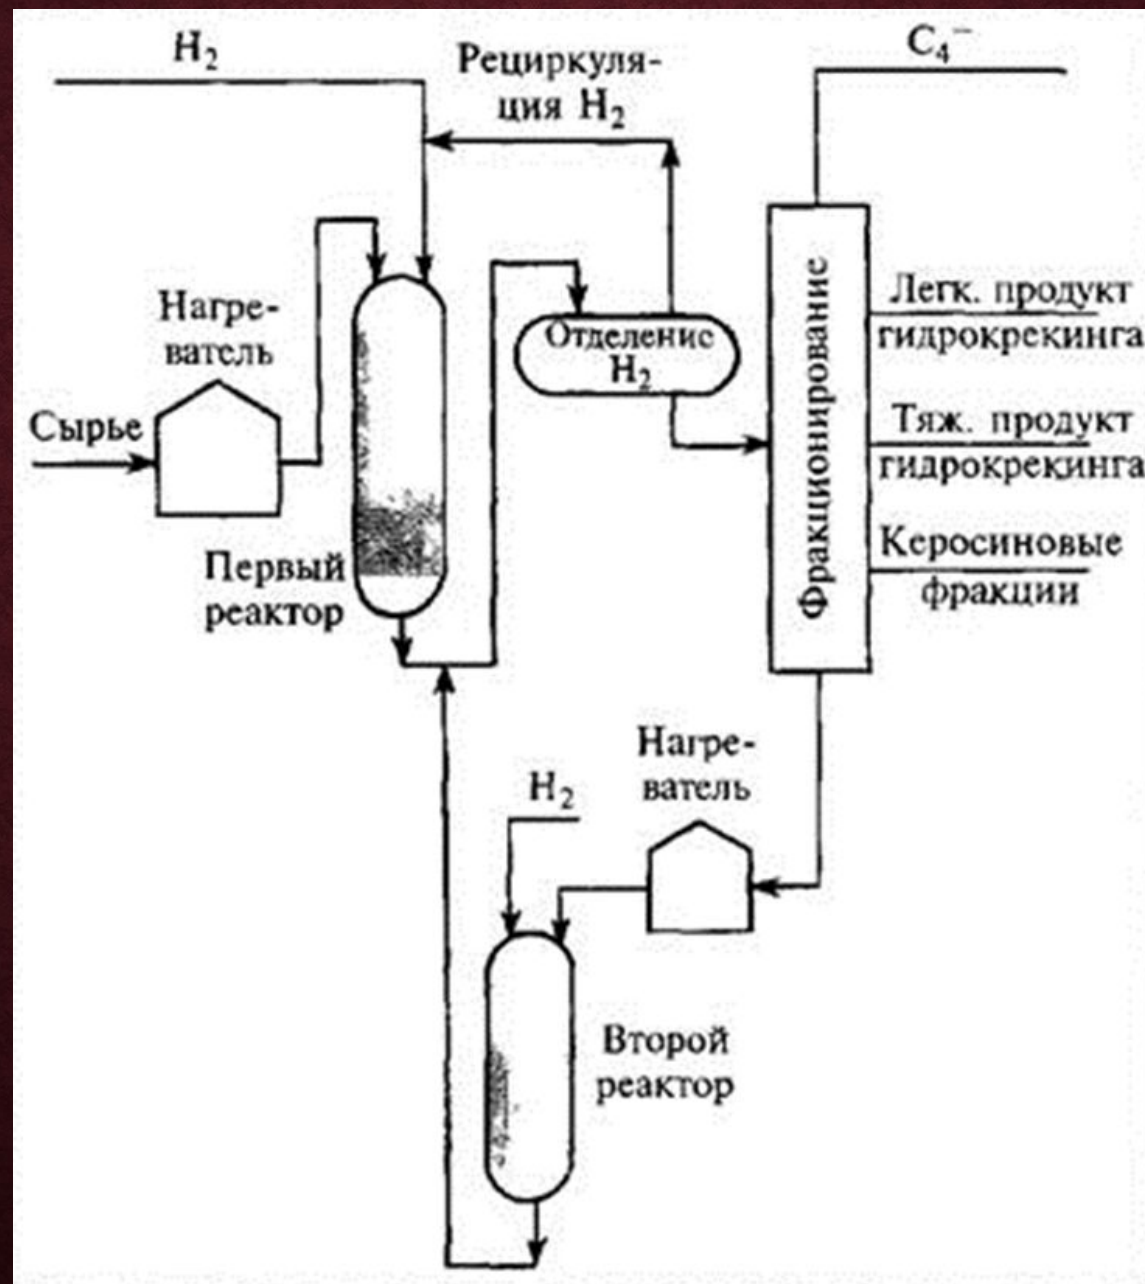 H₂
Рециркуля-
ция H₂
C₄⁻
Нагре-
ватель
Сырье
Первый
реактор
Отделение
H₂
Фракционирование
Легк. продукт
гидрокрекинга
Тяж. продукт
гидрокрекинга
Керосиновые
фракции
Нагре-
ватель
H₂
Второй
реактор